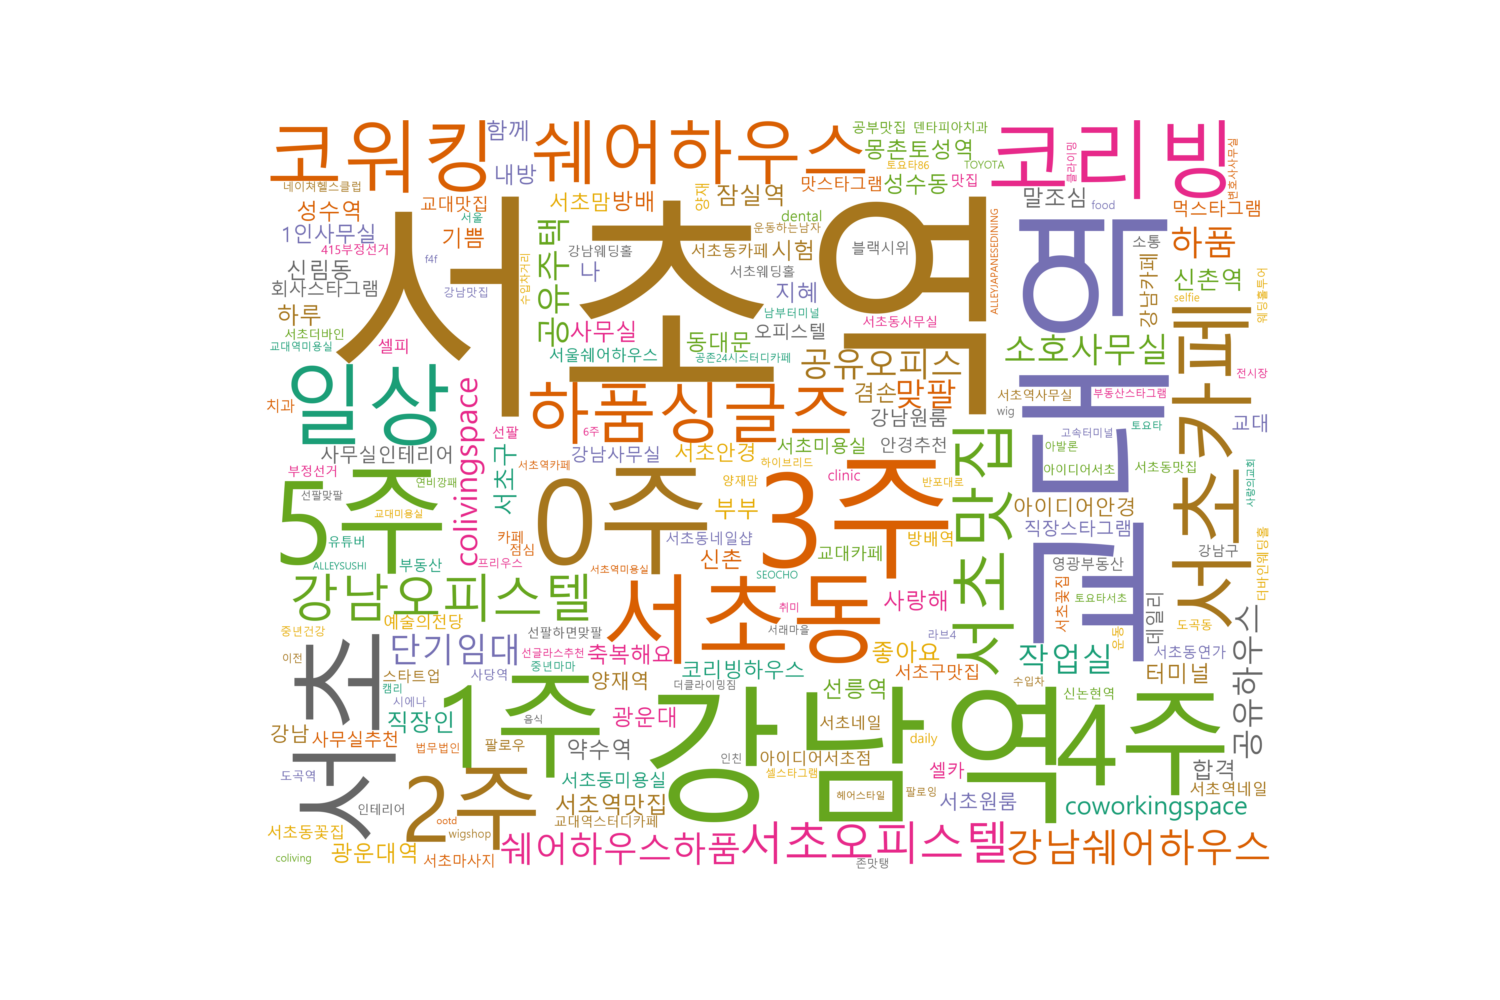 코워킹
함께
쉐어하우스
공부맛집
덴타피아치과
몽촌토성역
토요타86
TOYOTA
코리빙
클라이밍
변호사사무실
네이쳐헬스클럽
내방
성수역
교대맛집
서울
1인사무실
기쁨
415부정선거
f4f
신림동
강남맛집
회사스타그램
하루
서초더바인
교대역미용실
셀피
수입차거리
서초역
서초맘
방배
양재
잠실역
맛스타그램
성수동
맛집
말조심
food
먹스타그램
dental
운동하는남자
강남웨딩홀
서초동카페
시험
블랙시위
소통
하품
나
서초웨딩홀
지혜
공유주택
사무실
남부터미널
오피스텔
서초동사무실
ALLEYJAPANESEDINING
교대역
강남카페
신촌역
selfie
웨딩홀투어
서울쉐어하우스
동대문
공존24시스터디카페
공유오피스
소호사무실
서초카페
전시장
일상
치과
colivingspace
하품싱글즈
겸손
맞팔
강남원룸
서초역사무실
wig
부동산스타그램
고속터미널
토요타
교대
선팔
6주
사무실인테리어
서초구
강남사무실
서초안경
서초미용실
안경추천
서초맛집
아발론
아이디어서초
서초동맛집
사랑의교회
부정선거
선팔맞팔
연비깡패
서초역카페
하이브리드
양재맘
clinic
반포대로
5주
교대미용실
0주
3주
부부
아이디어안경
직장스타그램
유튜버
카페
점심
서초동네일샵
교대카페
방배역
강남구
더바인웨딩홀
ALLEYSUSHI
부동산
프리우스
신촌
서초역미용실
SEOCHO
영광부동산
강남오피스텔
서초동
취미
사랑해
서초꽃집
토요타서초
예술의전당
서래마을
라브4
운동
데일리
도곡동
공유하우스
중년건강
서초
단기임대
선팔하면맞팔
선글라스추천
축복해요
중년마마
코리빙하우스
좋아요
작업실
서초동연가
이전
스타트업
사당역
양재역
더클라이밍짐
서초구맛집
터미널
캠리
시에나
1주
강남역
선릉역
수입차
신논현역
4주
직장인
음식
광운대
서초네일
강남
사무실추천
법무법인
팔로우
약수역
인친
아이디어서초점
daily
도곡역
2주
서초동미용실
셀스타그램
셀카
합격
인테리어
서초역맛집
헤어스타일
팔로잉
서초원룸
서초역네일
coworkingspace
서초동꽃집
ootd
wigshop
교대역스터디카페
coliving
광운대역
서초마사지
쉐어하우스하품
서초오피스텔
존맛탱
강남쉐어하우스